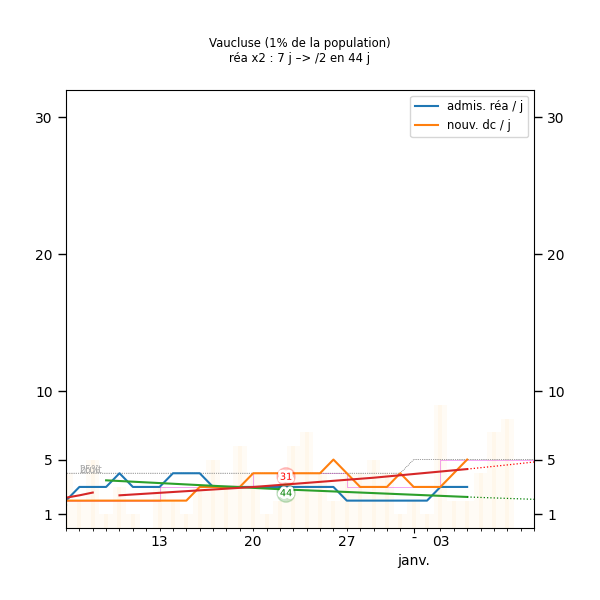 Vaucluse (1% de la population)
réa x2 : 7 j –> /2 en 44 j
admis. réa / j
nouv. dc / j
30 30
20 20
10 10
5 5
1 1
31
44
13 20 27 - 03
janv.